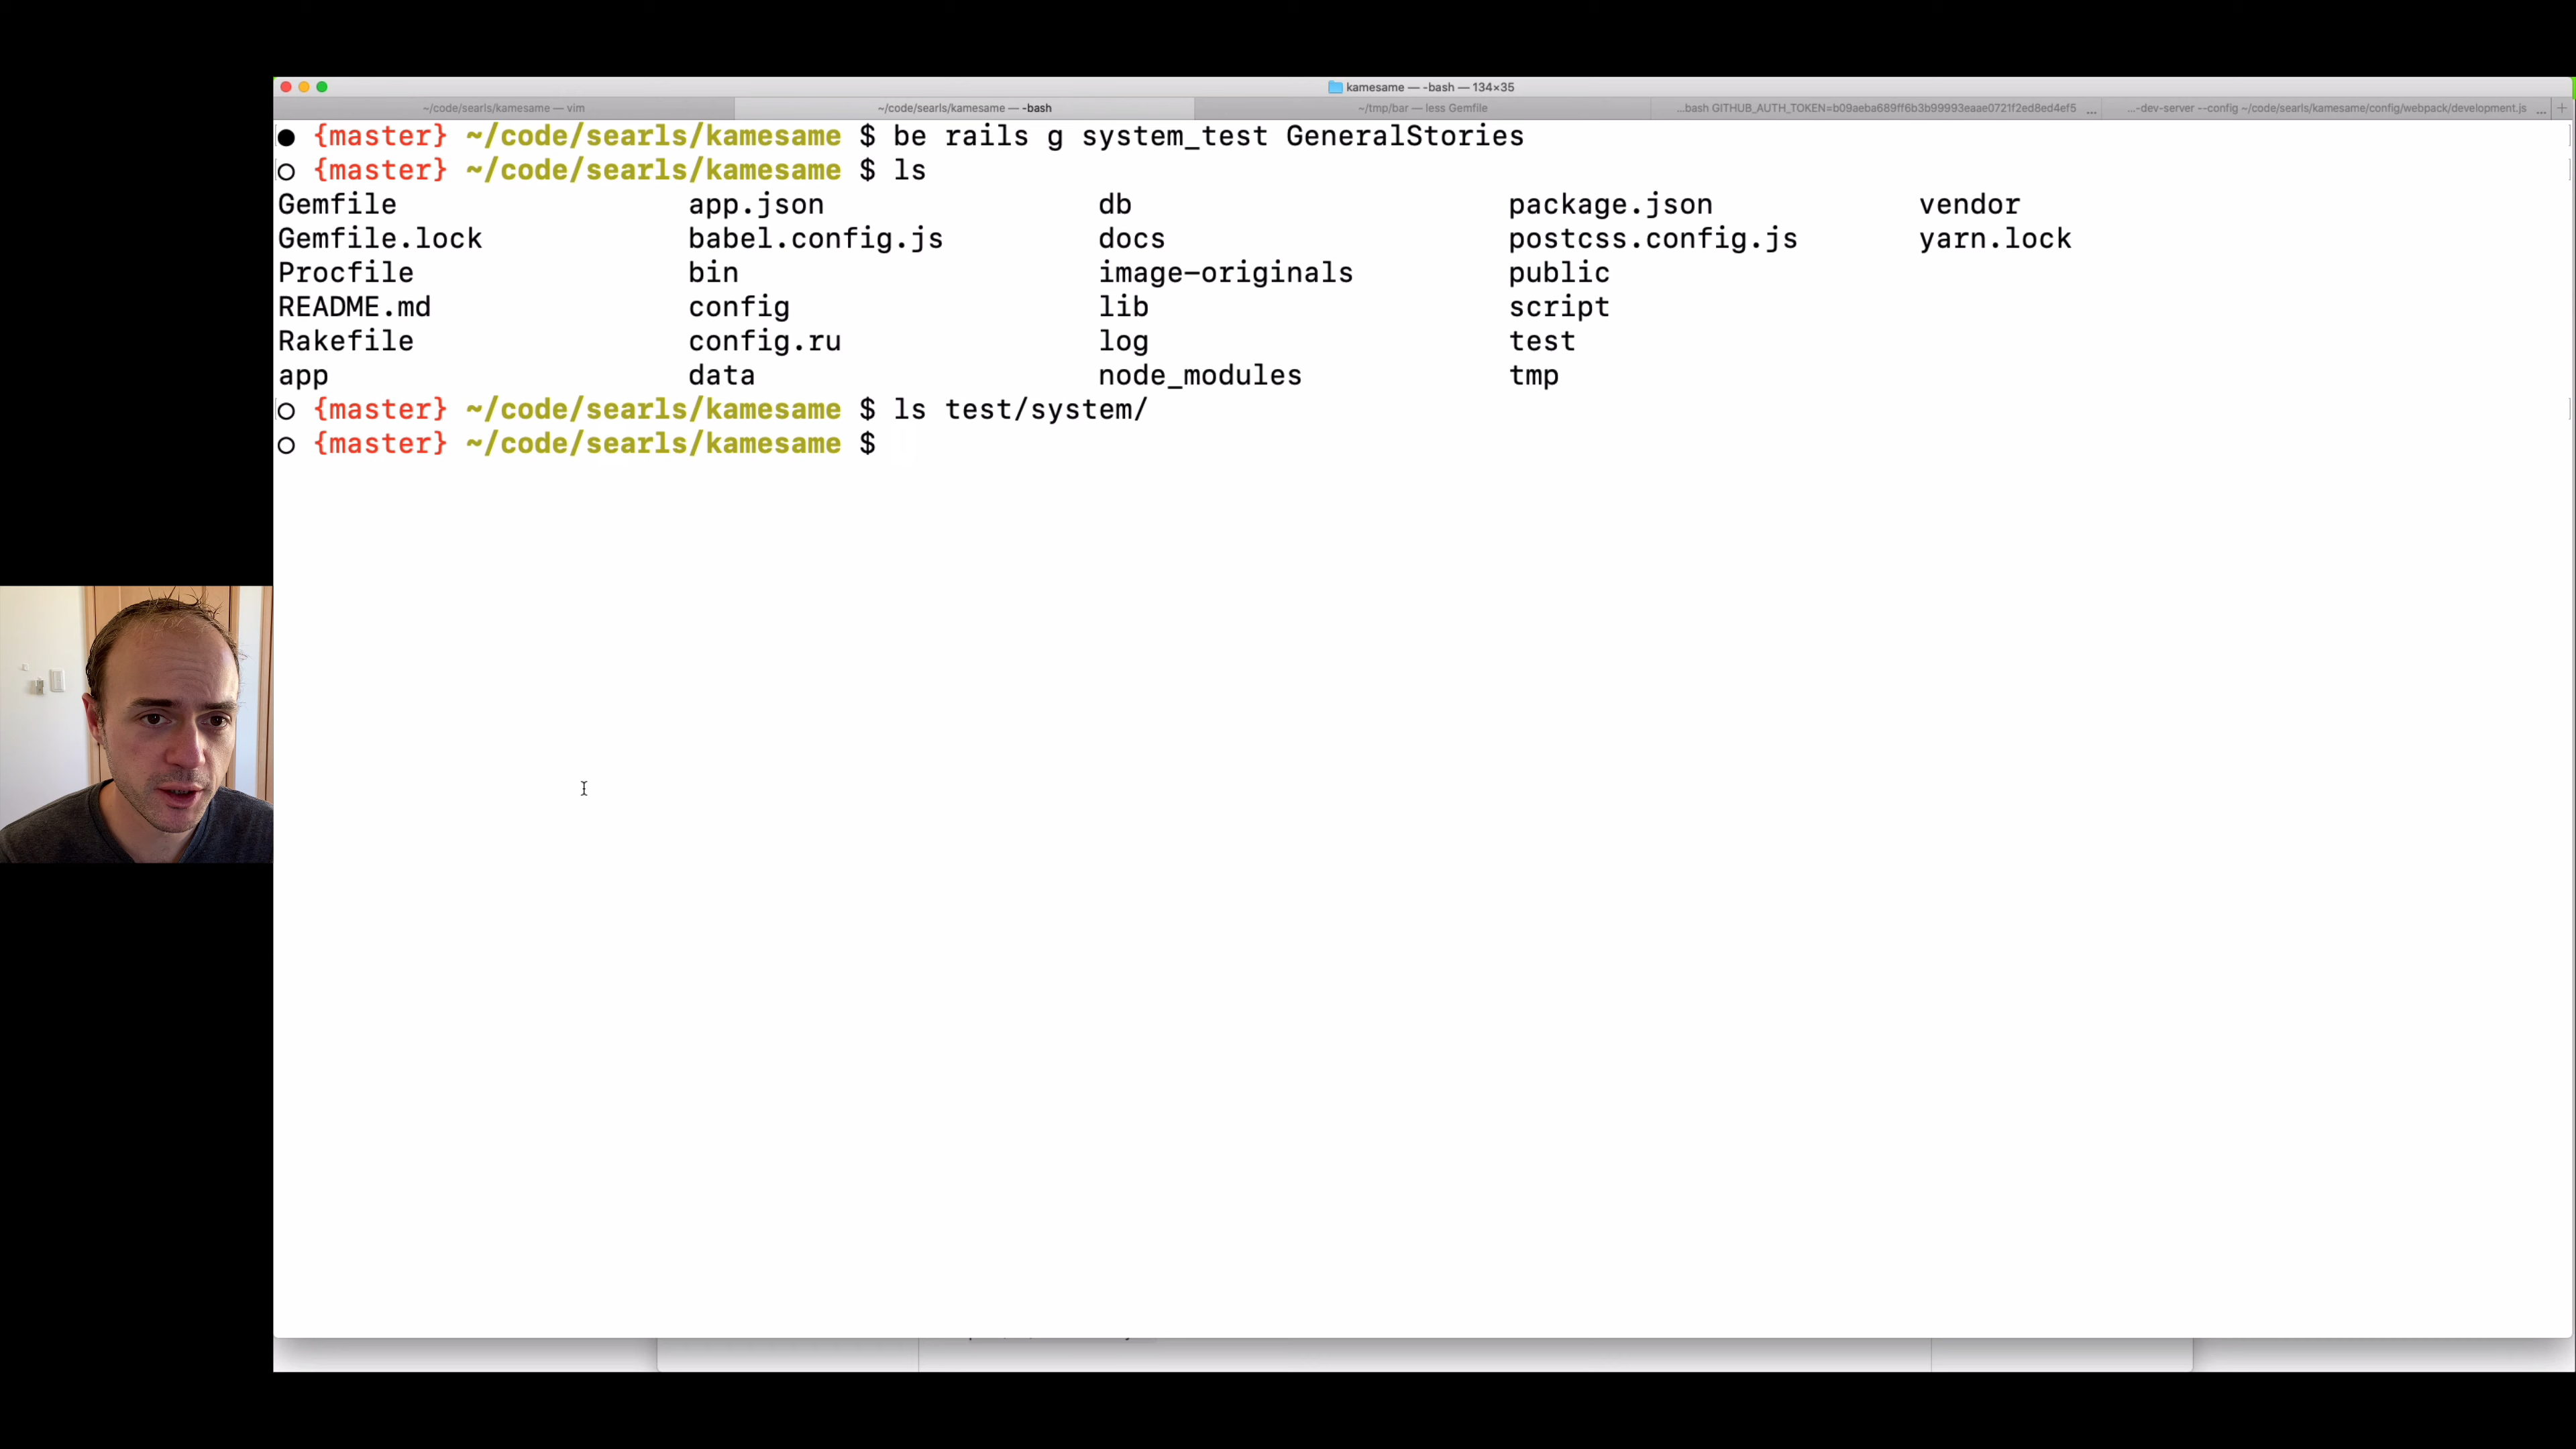 kamesame — -bash — 134×35
~/code/searls/kamesame — vim
~/code/searls/kamesame — -bash
~/tmp/bar — less Gemfile
...bash GITHUB_AUTH_TOKEN=b09aeba689ff6b3b99993eaae0721f2ed8ed4ef5 ...
...-dev-server --config ~/code/searls/kamesame/config/webpack/development.js ...
● {master} ~/code/searls/kamesame $ be rails g system_test GeneralStories
○ {master} ~/code/searls/kamesame $ ls
Gemfile app.json db package.json vendor
Gemfile.lock babel.config.js docs postcss.config.js yarn.lock
Procfile bin image-originals public
README.md config lib script
Rakefile config.ru log test
app data node_modules tmp
○ {master} ~/code/searls/kamesame $ ls test/system/
○ {master} ~/code/searls/kamesame $